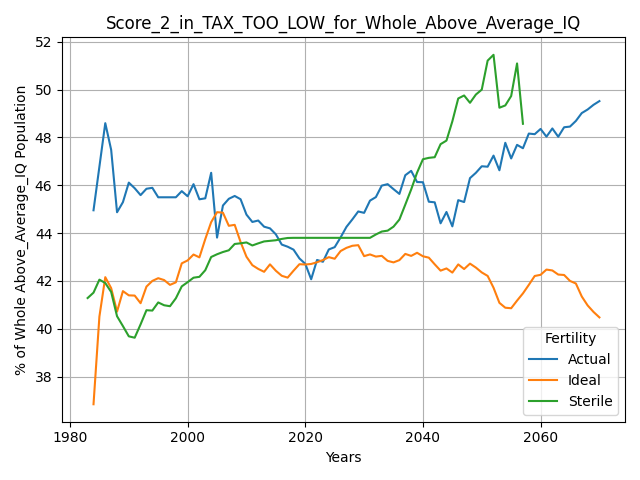 Score_2_in_TAX_TOO_LOW_for_Whole_Above_Average_IQ
% of Whole Above_Average_IQ Population
52
50
48
46
44
42
40
38
1980
2000
2020
2040
2060
Years
Fertility
Actual
Ideal
Sterile